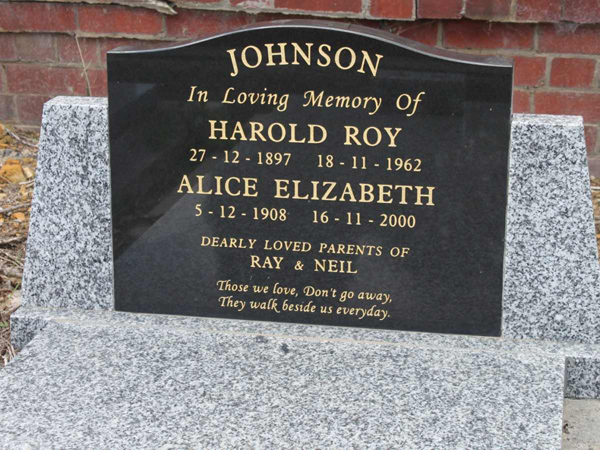 JOHNSON
In Loving Memory Of
HAROLD ROY
27 - 12 - 1897 18 - 11 - 1962
ALICE ELIZABETH
5 - 12 - 1908 16 - 11 - 2000
DEARLY LOVED PARENTS OF
RAY & NEIL
Those we love, Don't go away,
They walk beside us everyday.